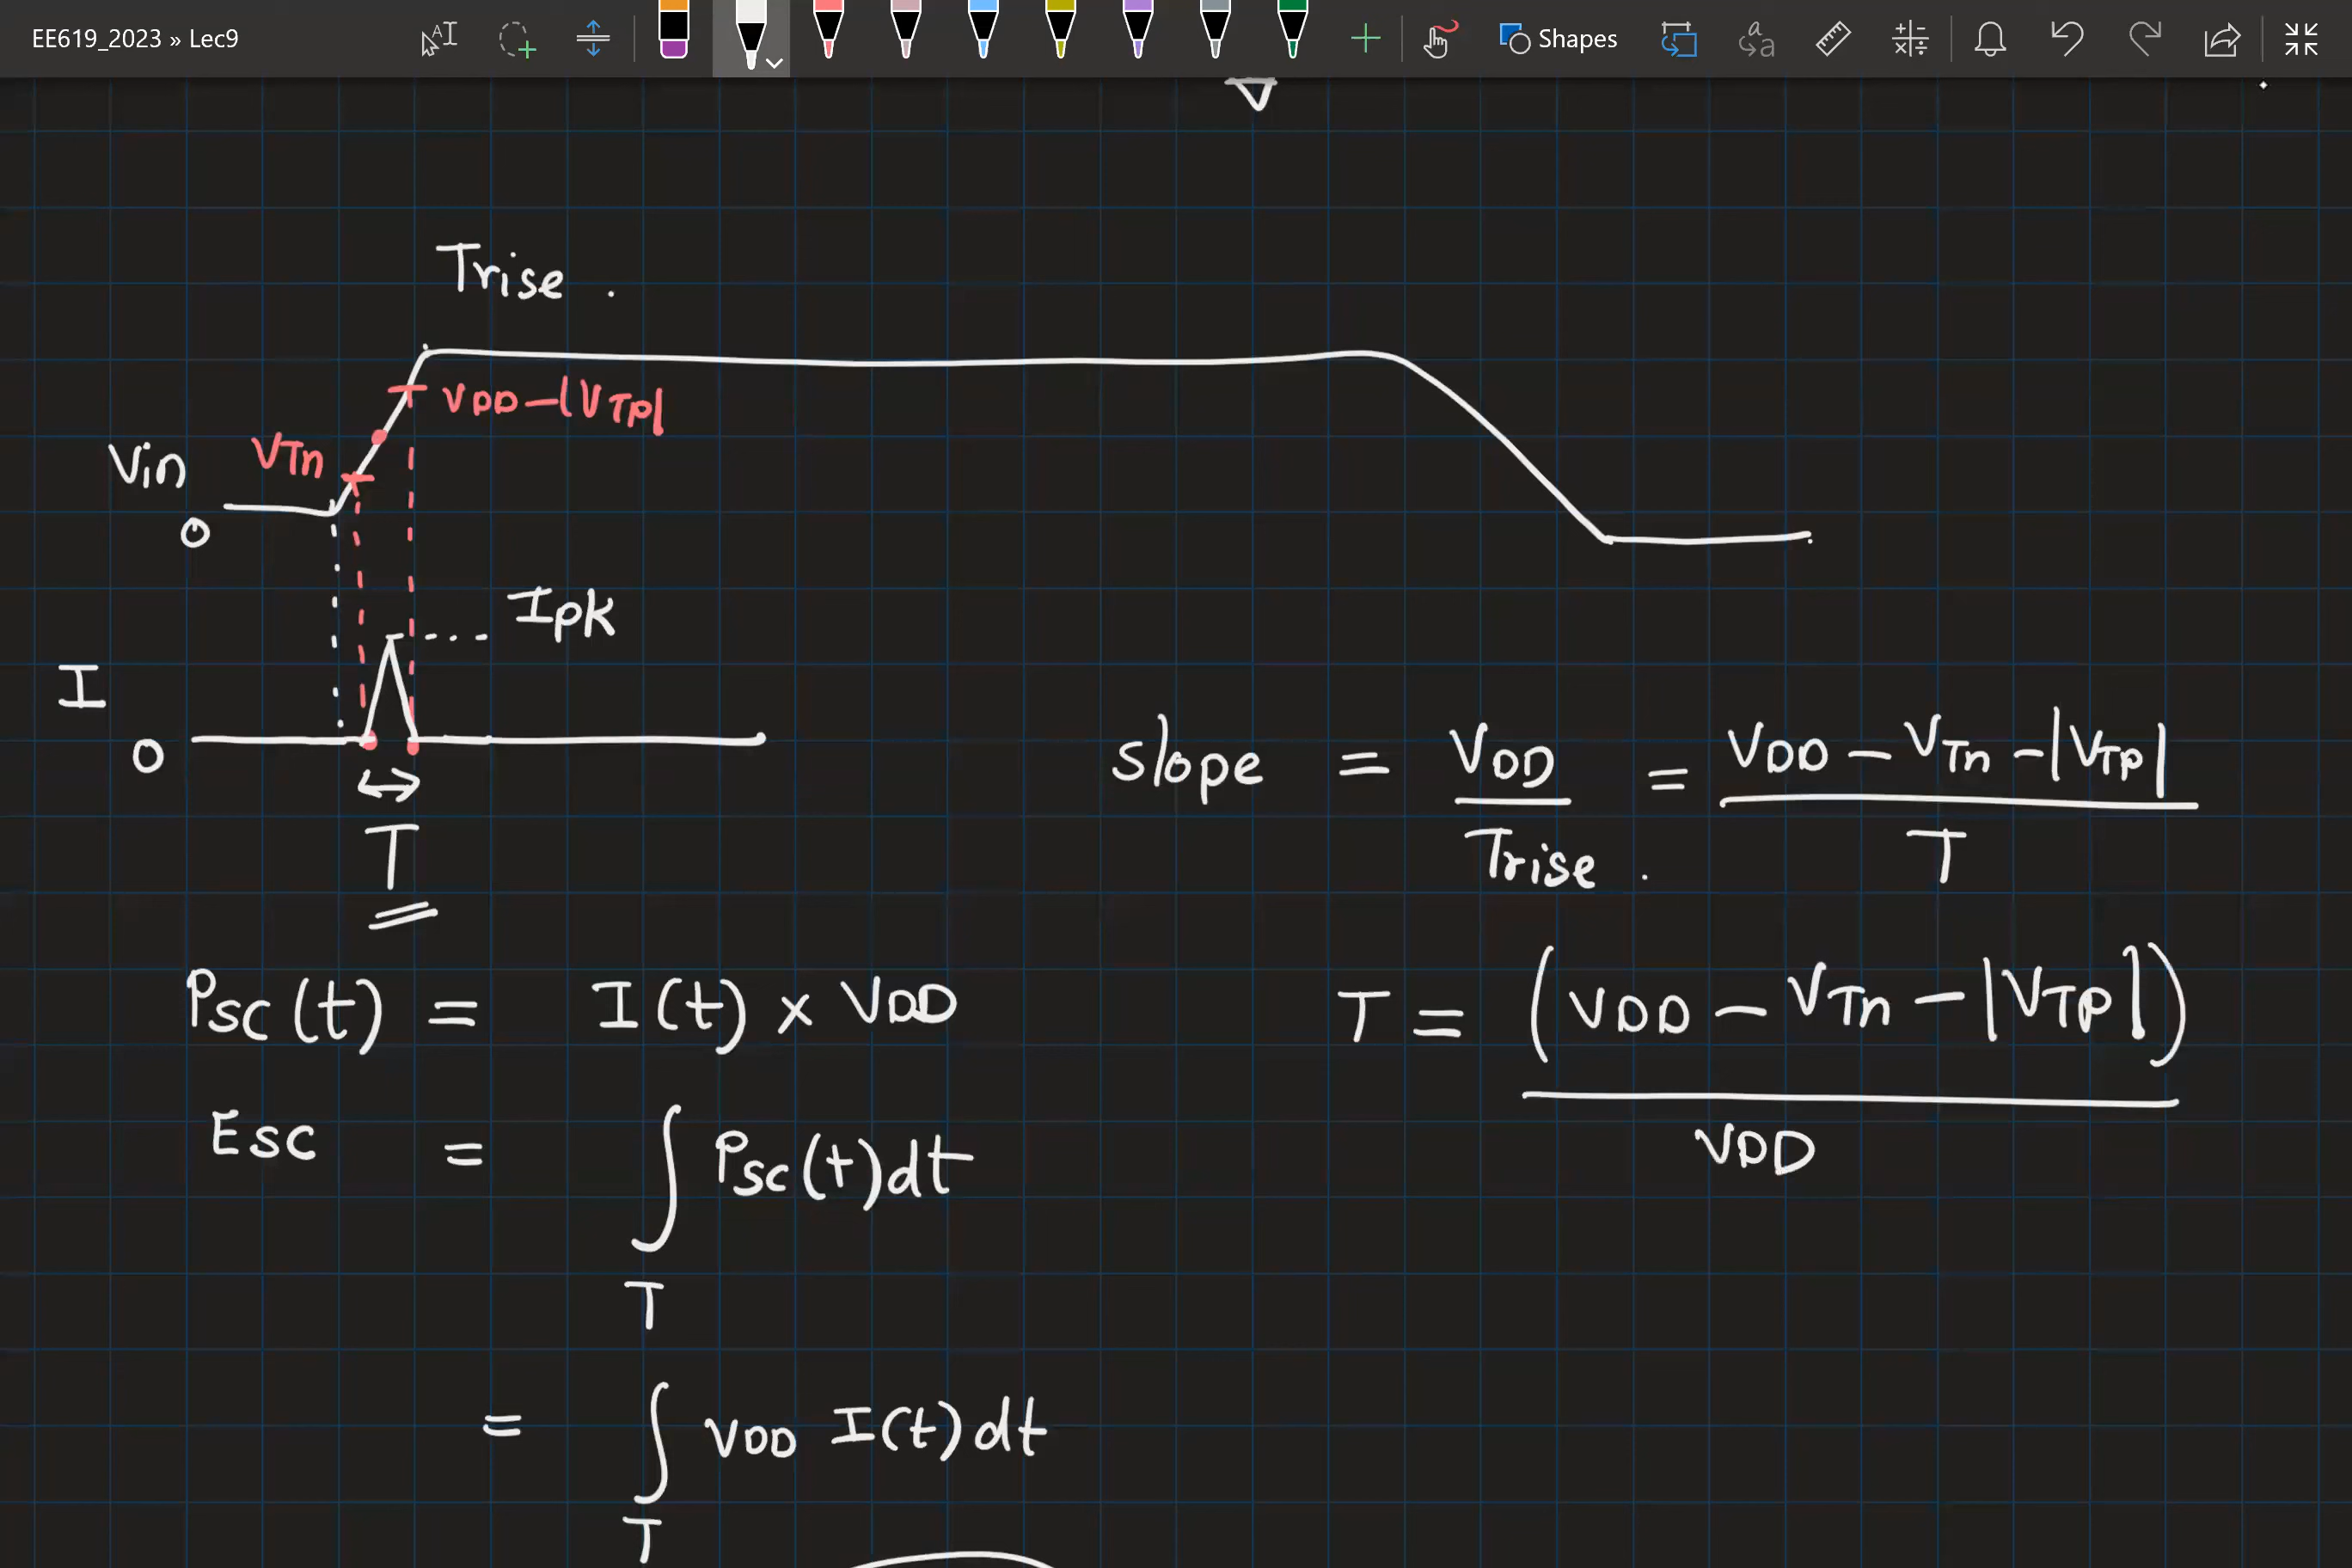 EE619_2023 » Lec9
Shapes
Trise .
VDD-|VTP|
VTn
Vin
0
Ipk
I
0
T
slope = VDD / Trise . = VDD - VTn - |VTp| / T
Psc(t) = I(t) x VDD
T = (VDD - VTn - |VTP|) / VDD
Esc = ∫T Psc(t)dt
= ∫T VDD I(t)dt